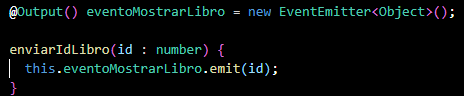 @Output() eventoMostrarLibro = new EventEmitter<Object>();
enviarIdLibro(id : number) {
this.eventoMostrarLibro.emit(id);
}